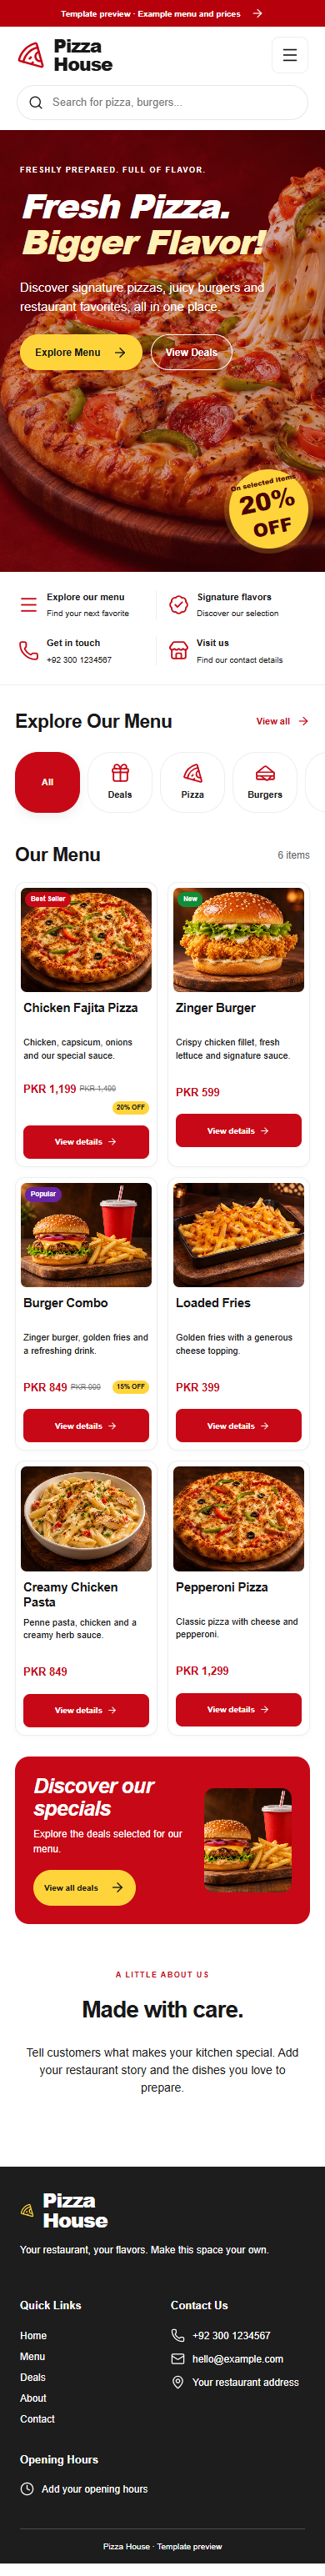 Template preview · Example menu and prices
Pizza
House
Search for pizza, burgers...
FRESHLY PREPARED. FULL OF FLAVOR.
Fresh Pizza.
Bigger Flavor!
Discover signature pizzas, juicy burgers and
restaurant favorites, all in one place.
Explore Menu
View Deals
On selected items
20%
OFF
Explore our menu
Find your next favorite
Signature flavors
Discover our selection
Get in touch
+92 300 1234567
Visit us
Find our contact details
Explore Our Menu
View all
All
Deals
Pizza
Burgers
Our Menu
6 items
Best Seller
Chicken Fajita Pizza
Chicken, capsicum, onions
and our special sauce.
PKR 1,199 PKR 1,499
20% OFF
View details
New
Zinger Burger
Crispy chicken fillet, fresh
lettuce and signature sauce.
PKR 599
View details
Popular
Burger Combo
Zinger burger, golden fries and
a refreshing drink.
PKR 849 PKR 999
15% OFF
View details
Loaded Fries
Golden fries with a generous
cheese topping.
PKR 399
View details
Creamy Chicken
Pasta
Penne pasta, chicken and a
creamy herb sauce.
PKR 849
View details
Pepperoni Pizza
Classic pizza with cheese and
pepperoni.
PKR 1,299
View details
Discover our
specials
Explore the deals selected for our
menu.
View all deals
A LITTLE ABOUT US
Made with care.
Tell customers what makes your kitchen special. Add
your restaurant story and the dishes you love to
prepare.
Pizza
House
Your restaurant, your flavors. Make this space your own.
Quick Links
Home
Menu
Deals
About
Contact
Contact Us
+92 300 1234567
hello@example.com
Your restaurant address
Opening Hours
Add your opening hours
Pizza House · Template preview